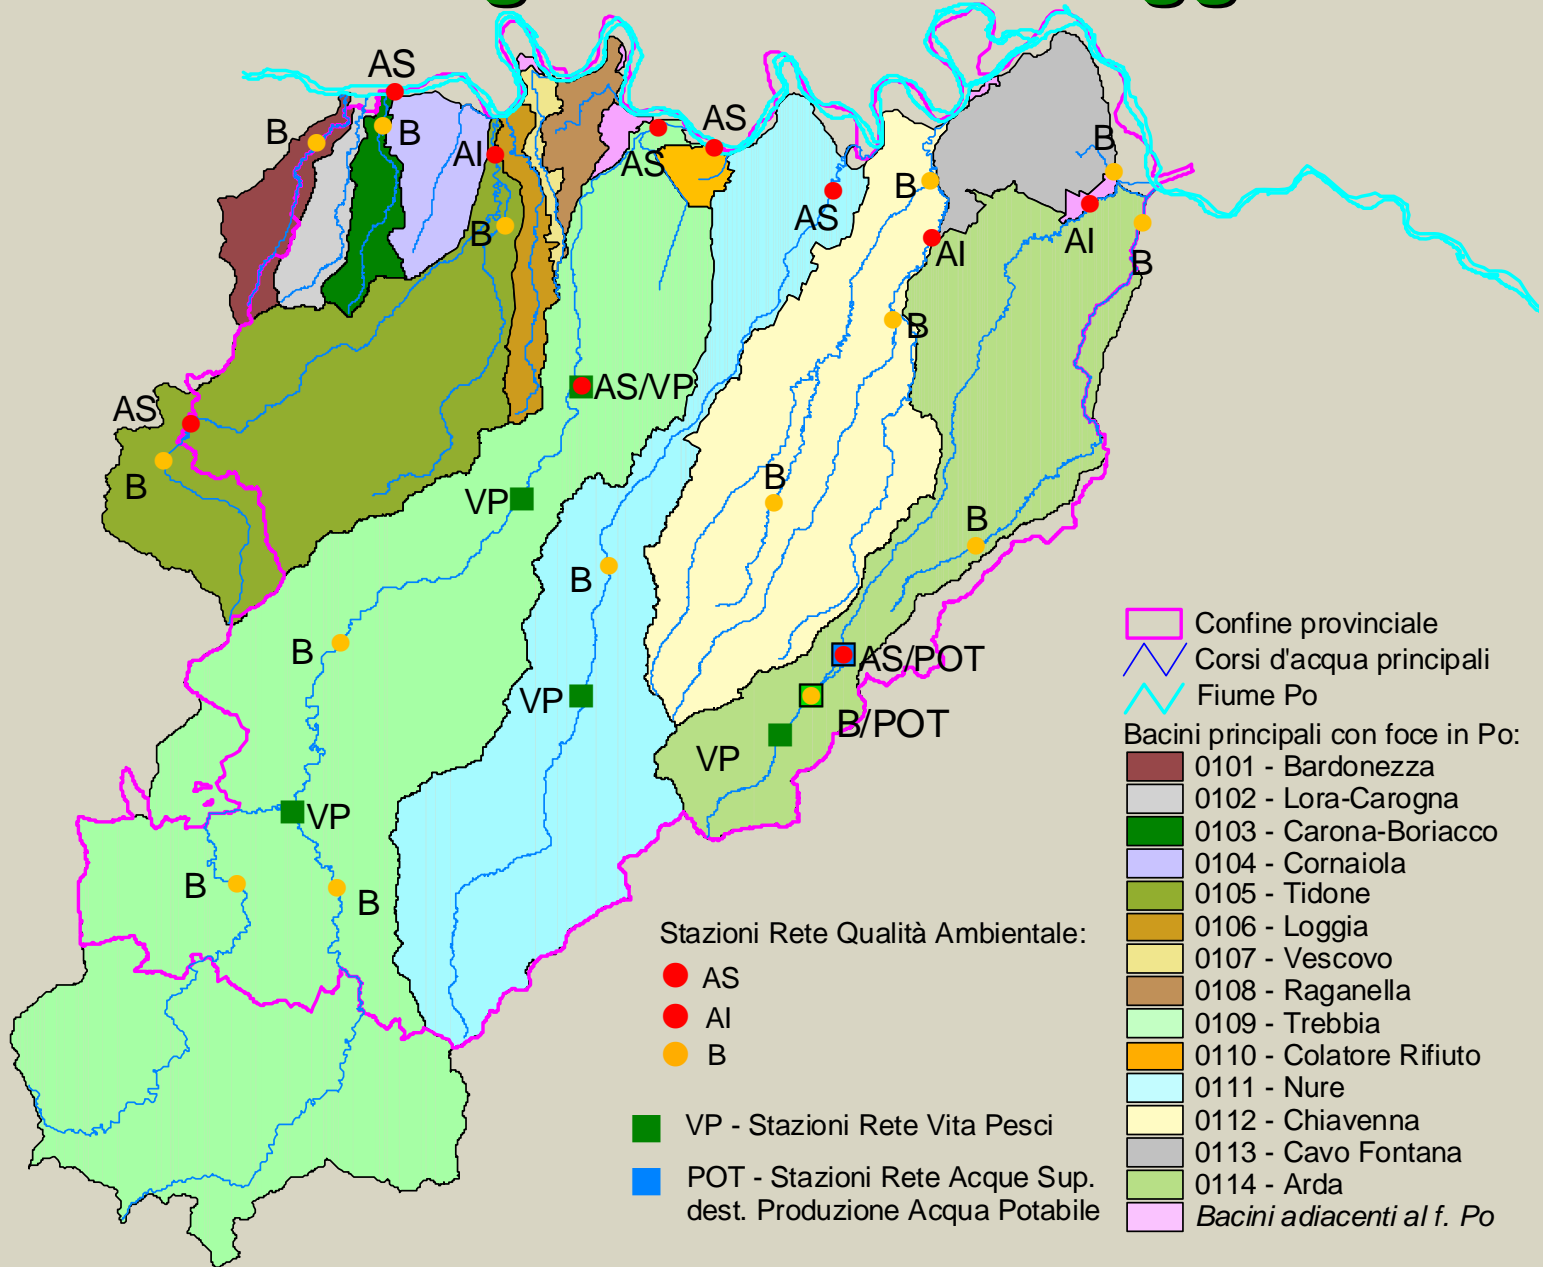 AS
B
B
AI
AS
AS
B
AS
B
B
AI
AI
B
B
AS/VP
AS
B
VP
B
B
B
B
AS/POT
VP
B/POT
VP
VP
B
B
Confine provinciale
Corsi d'acqua principali
Fiume Po
Bacini principali con foce in Po:
0101 - Bardonezza
0102 - Lora-Carogna
0103 - Carona-Boriacco
0104 - Cornaiola
0105 - Tidone
0106 - Loggia
0107 - Vescovo
0108 - Raganella
0109 - Trebbia
0110 - Colatore Rifiuto
0111 - Nure
0112 - Chiavenna
0113 - Cavo Fontana
0114 - Arda
Bacini adiacenti al f. Po
Stazioni Rete Qualità Ambientale:
AS
AI
B
VP - Stazioni Rete Vita Pesci
POT - Stazioni Rete Acque Sup.
dest. Produzione Acqua Potabile